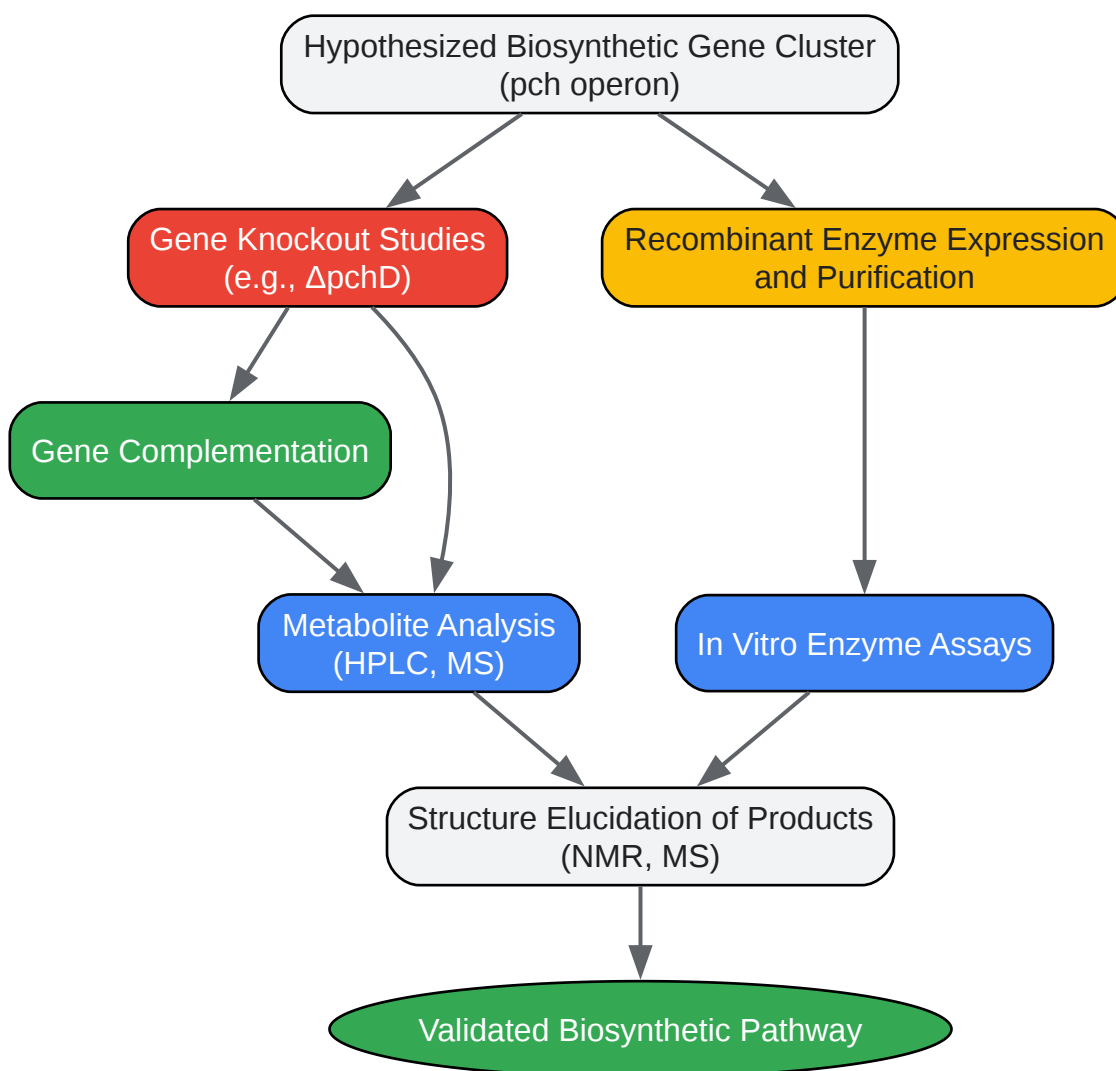 Hypothesized Biosynthetic Gene Cluster
(pch operon)
Gene Knockout Studies
(e.g., ΔpchD)
Recombinant Enzyme Expression
and Purification
Gene Complementation
Metabolite Analysis
(HPLC, MS)
In Vitro Enzyme Assays
Structure Elucidation of Products
(NMR, MS)
Validated Biosynthetic Pathway